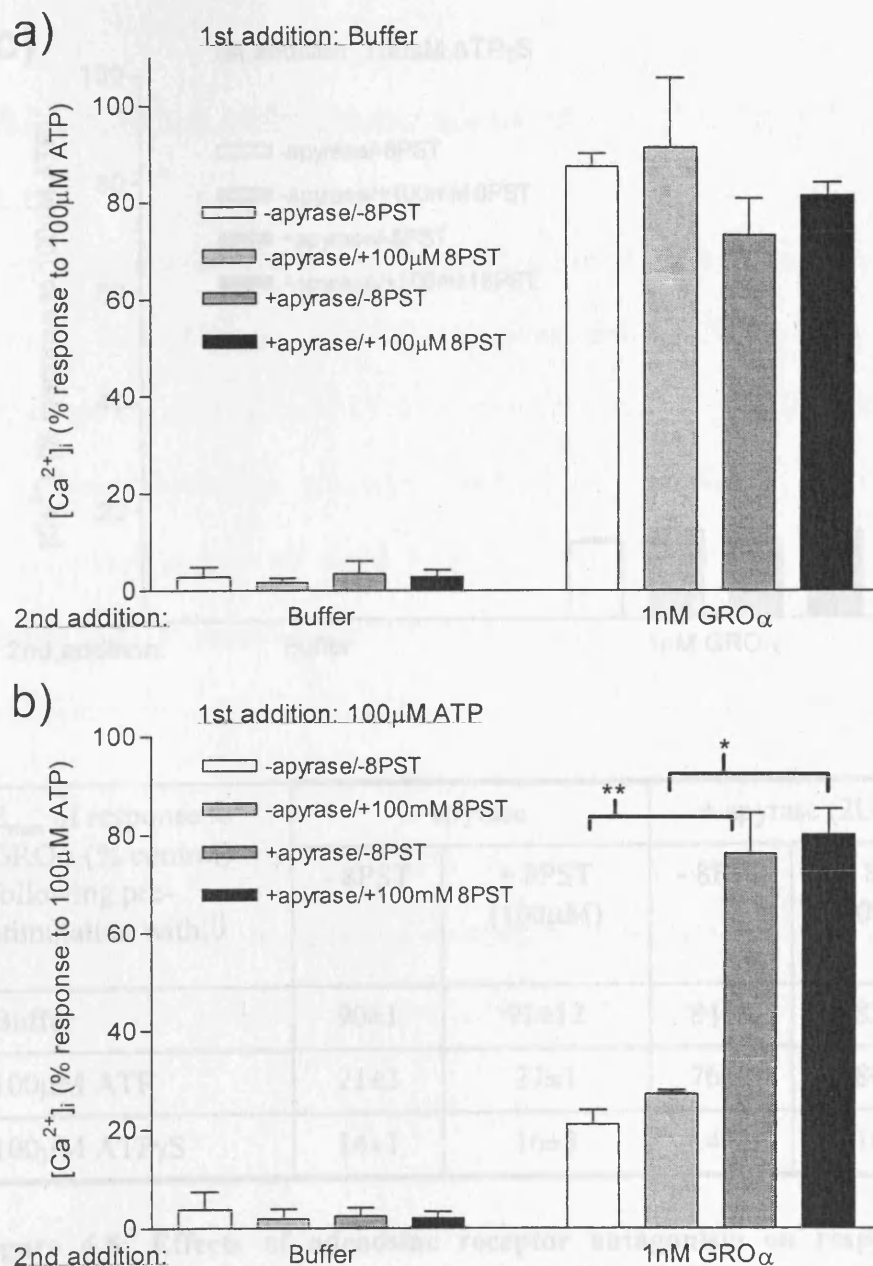 a)
1st addition: Buffer
[Ca2+]i (% response to 100µM ATP)
100
80
60
40
20
0
-apyrase/-8PST
-apyrase/+100µM 8PST
+apyrase/-8PST
+apyrase/+100µM 8PST
2nd addition:
Buffer
1nM GROα
b)
1st addition: 100µM ATP
[Ca2+]i (% response to 100µM ATP)
100
80
60
40
20
0
-apyrase/-8PST
-apyrase/+100mM 8PST
+apyrase/-8PST
+apyrase/+100mM 8PST
**
*
2nd addition:
Buffer
1nM GROα